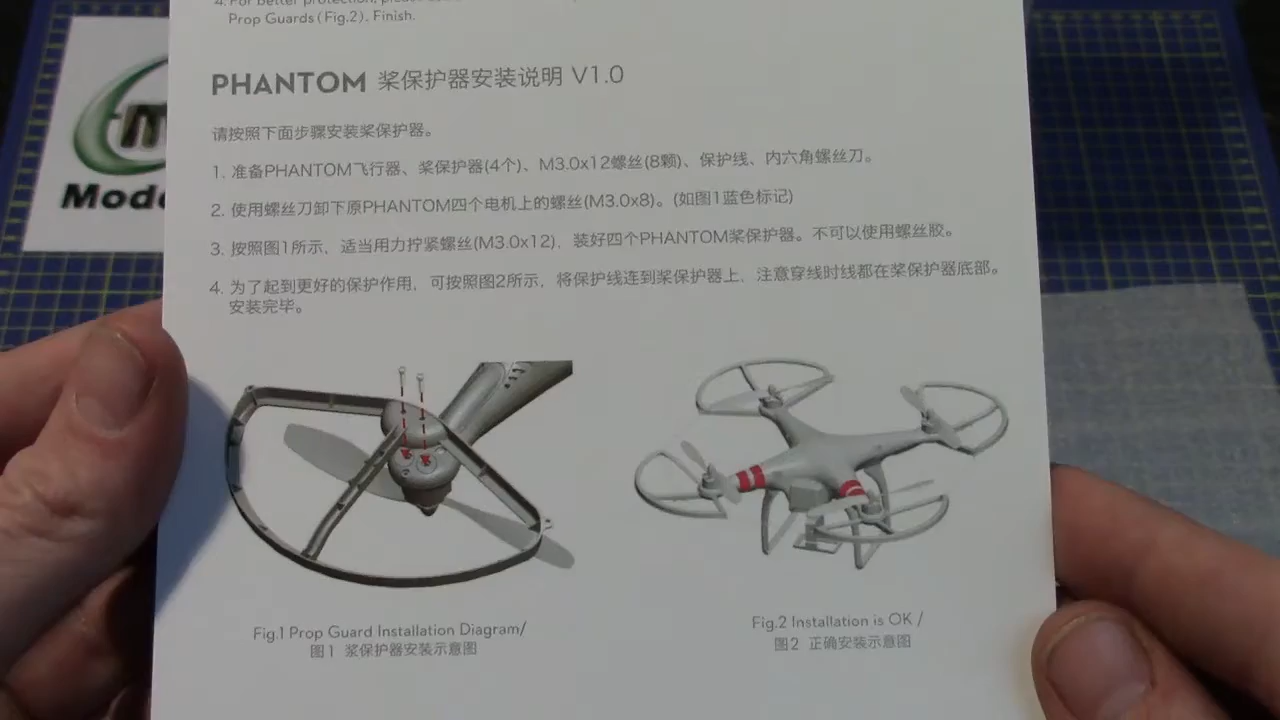 4. For better protection, please
Prop Guards (Fig.2). Finish.
PHANTOM 桨保护器安装说明 V1.0
请按照下面步骤安装桨保护器。
1. 准备PHANTOM飞行器、桨保护器(4个)、M3.0x12螺丝(8颗)、保护线、内六角螺丝刀。
2. 使用螺丝刀卸下原PHANTOM四个电机上的螺丝(M3.0x8)。(如图1蓝色标记)
3. 按照图1所示，适当用力拧紧螺丝(M3.0x12)，装好四个PHANTOM桨保护器。不可以使用螺丝胶。
4. 为了起到更好的保护作用，可按照图2所示，将保护线连到桨保护器上，注意穿线时线都在桨保护器底部。
安装完毕。
Fig.1 Prop Guard Installation Diagram/
图1 桨保护器安装示意图
Fig.2 Installation is OK /
图2 正确安装示意图
Mode